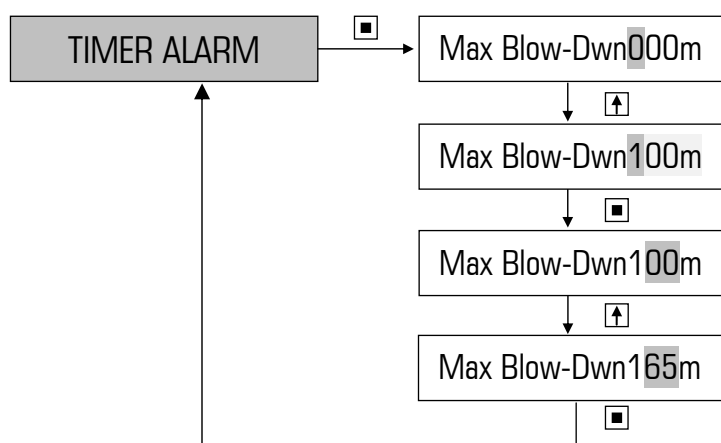 TIMER ALARM
Max Blow-Dwn000m
Max Blow-Dwn100m
Max Blow-Dwn100m
Max Blow-Dwn165m